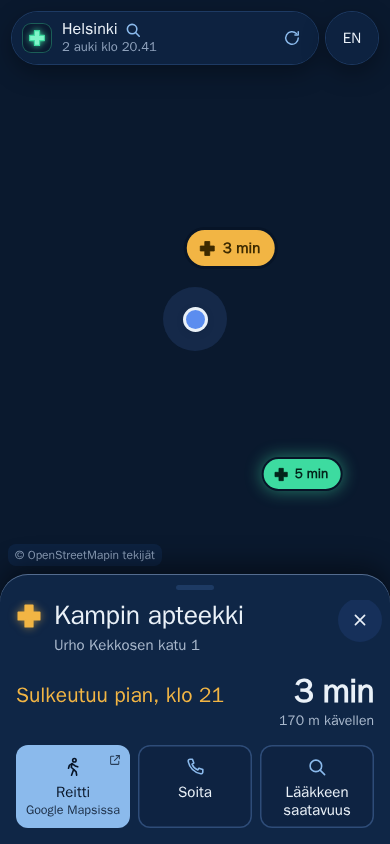 Helsinki
2 auki klo 20.41
EN
3 min
5 min
© OpenStreetMapin tekijät
Kampin apteekki
Urho Kekkosen katu 1
Sulkeutuu pian, klo 21
3 min
170 m kävellen
Reitti
Google Mapsissa
Soita
Lääkkeen
saatavuus